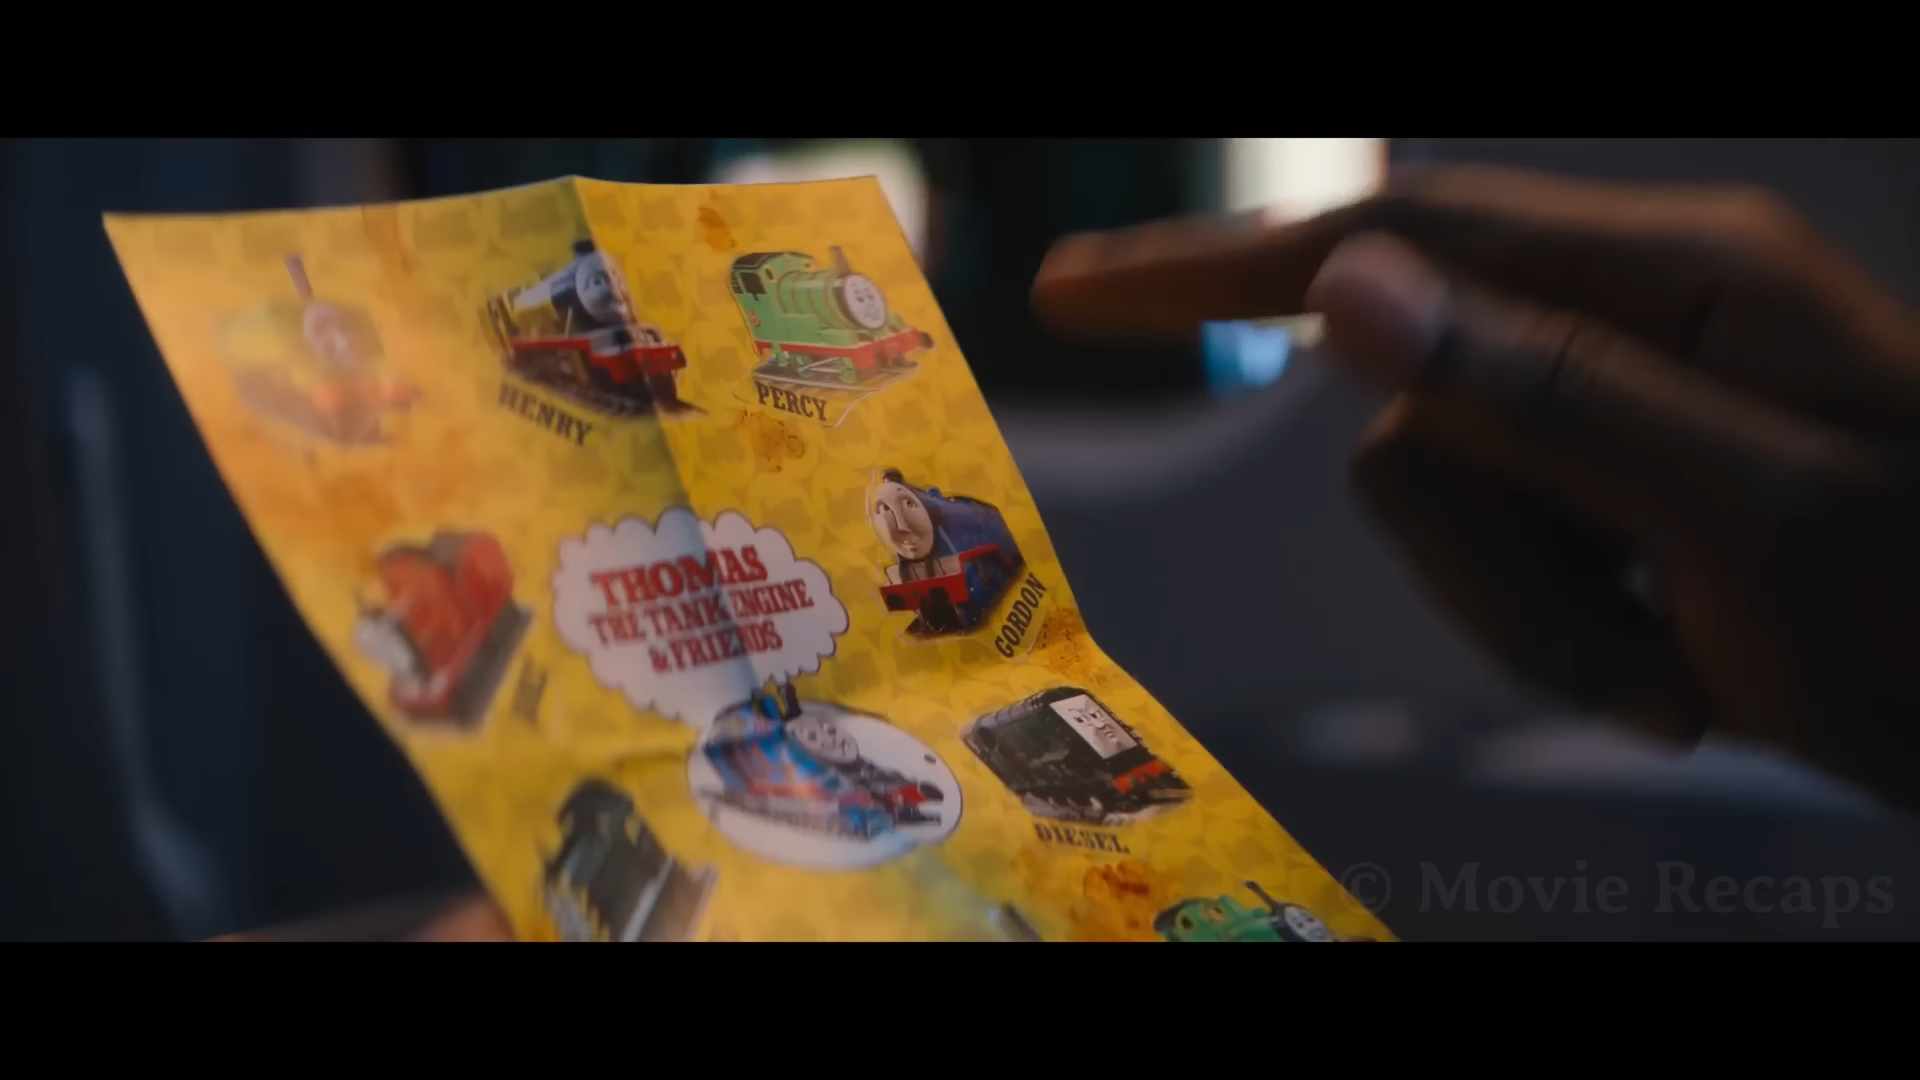 HENRY
PERCY
THOMAS
THE TANK ENGINE
& FRIENDS
GORDON
DIESEL
© Movie Recaps